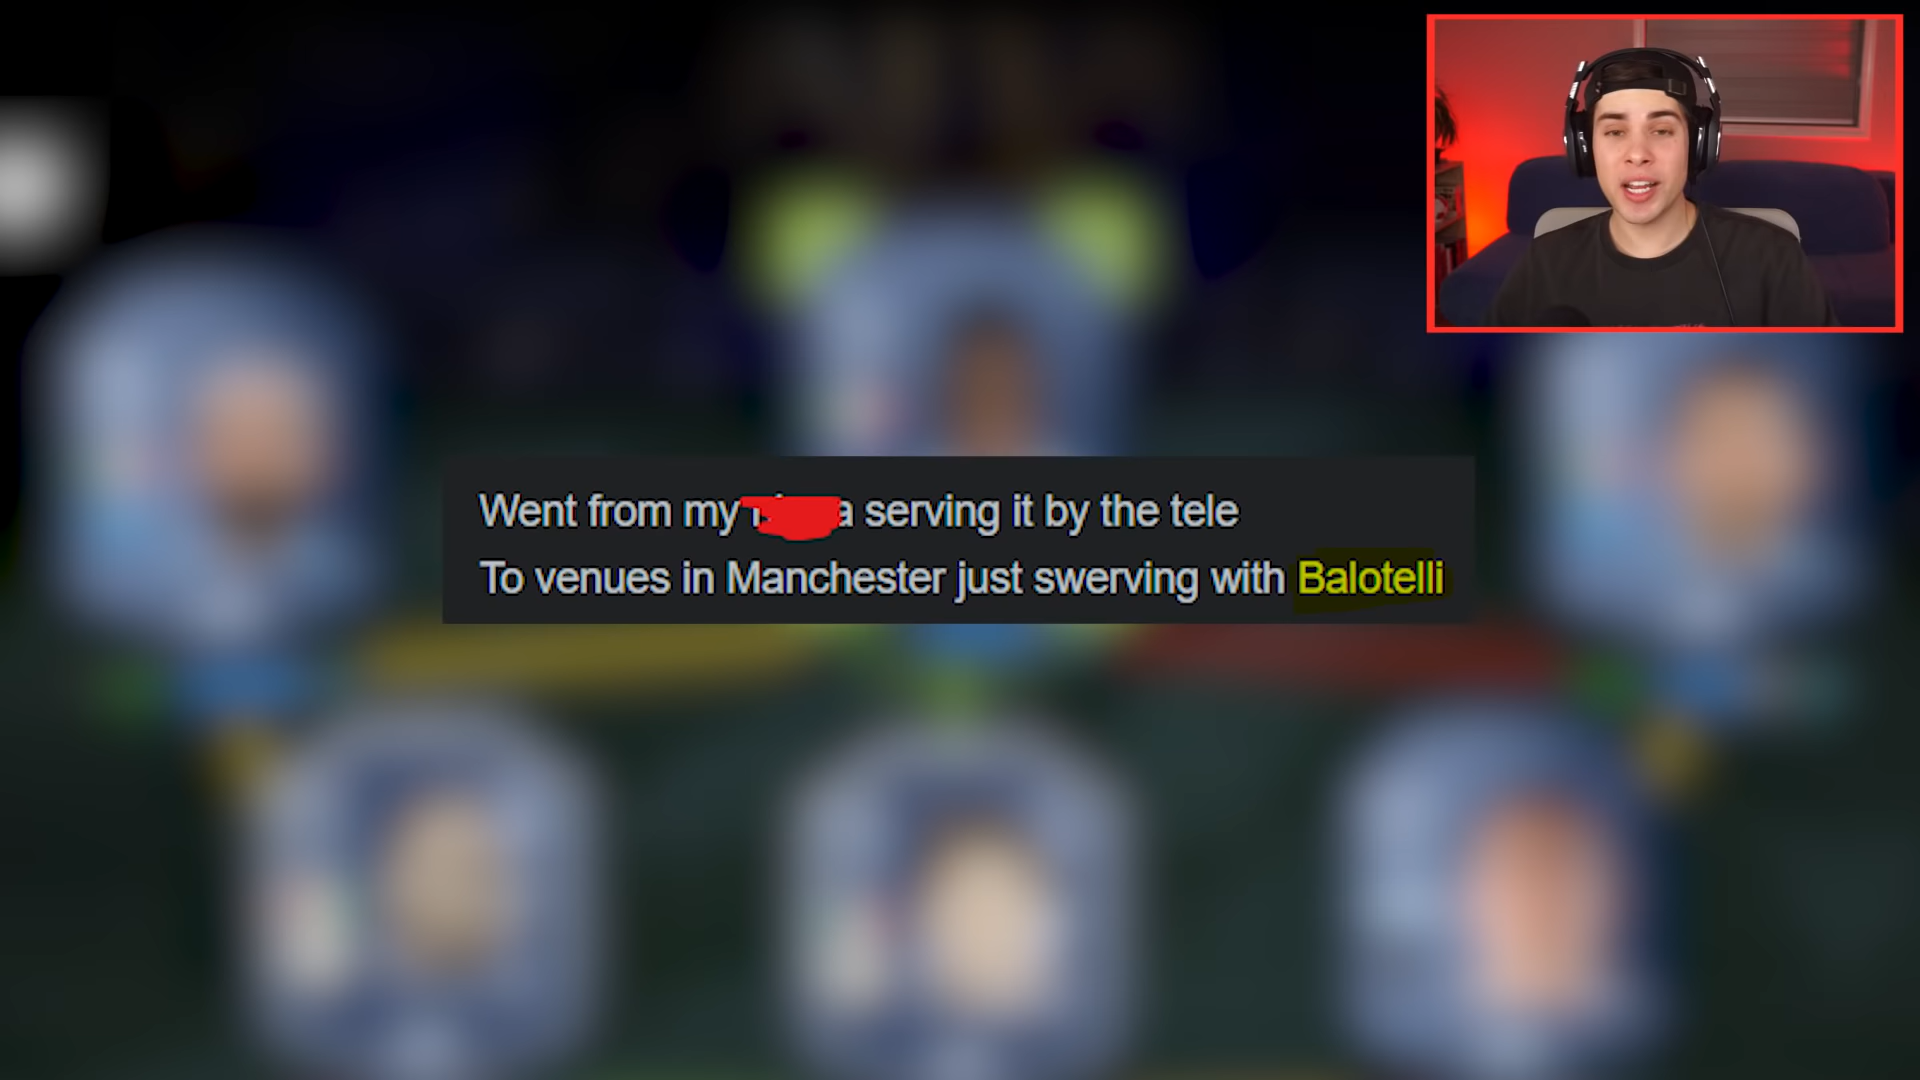 Went from my serving it by the tele
To venues in Manchester just swerving with Balotelli